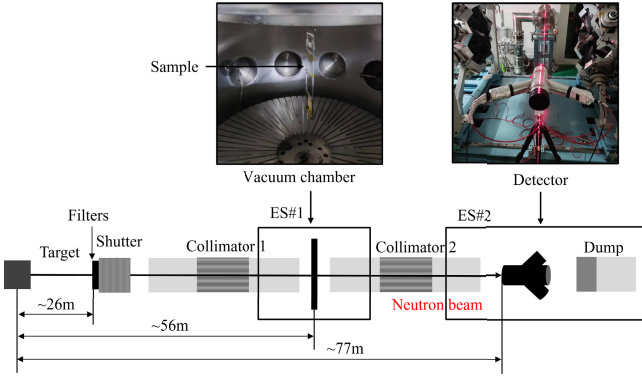 Sample
Vacuum chamber
Detector
Filters
ES#1
ES#2
Target
Shutter
Collimator 1
Collimator 2
Dump
Neutron beam
~26m
~56m
~77m